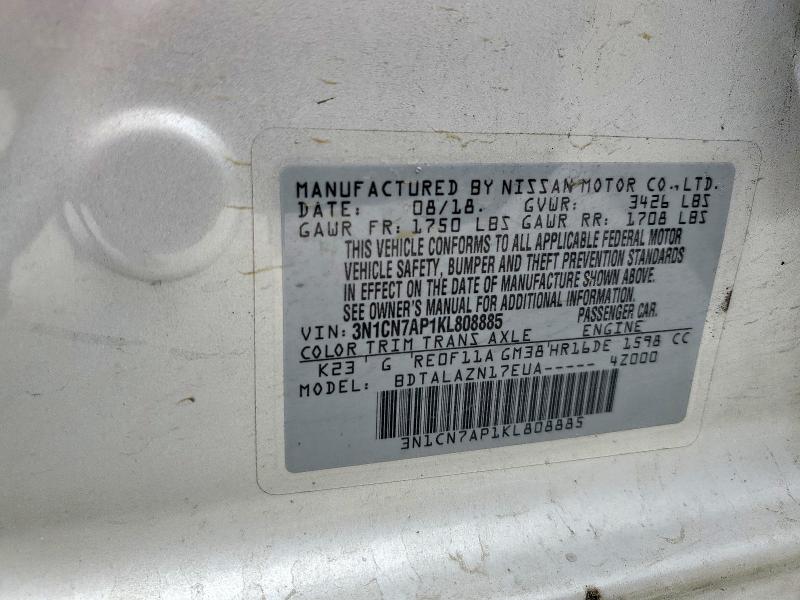 MANUFACTURED BY NISSAN MOTOR CO.,LTD.
DATE: 08/18. GVWR: 3426 LBS
GAWR FR: 1750 LBS GAWR RR: 1708 LBS
THIS VEHICLE CONFORMS TO ALL APPLICABLE FEDERAL MOTOR
VEHICLE SAFETY, BUMPER AND THEFT PREVENTION STANDARDS
IN EFFECT ON THE DATE OF MANUFACTURE SHOWN ABOVE.
SEE OWNER'S MANUAL FOR ADDITIONAL INFORMATION.
VIN: 3N1CN7AP1KL808885 PASSENGER CAR.
COLOR TRIM TRANS AXLE ENGINE
K23 ' G 'RE0F11A GM38'HR16DE 1598 CC
MODEL: BDTALAZN17EUA----- 4Z000
3N1CN7AP1KL808885